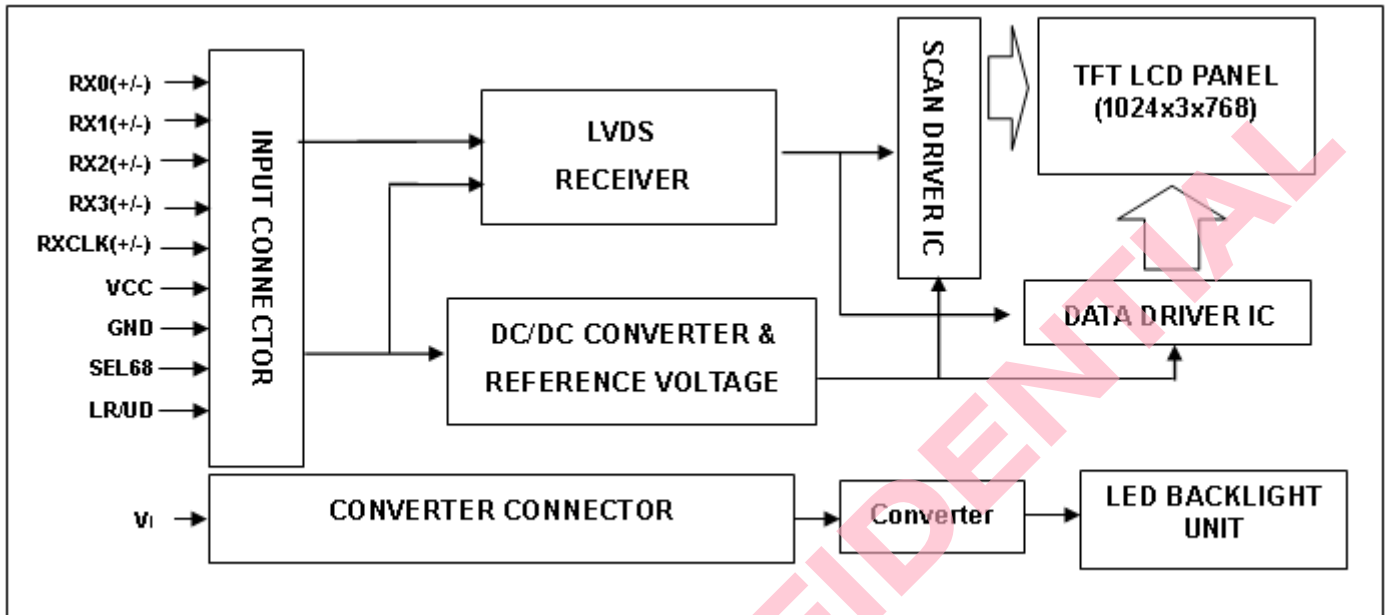 RX0(+/-)
RX1(+/-)
RX2(+/-)
RX3(+/-)
RXCLK(+/-)
VCC
GND
SEL68
LR/UD
INPUT CONNECTOR
LVDS
RECEIVER
DC/DC CONVERTER &
REFERENCE VOLTAGE
SCAN DRIVER IC
TFT LCD PANEL
(1024x3x768)
DATA DRIVER IC
VI
CONVERTER CONNECTOR
Converter
LED BACKLIGHT
UNIT
FIDENTIAL